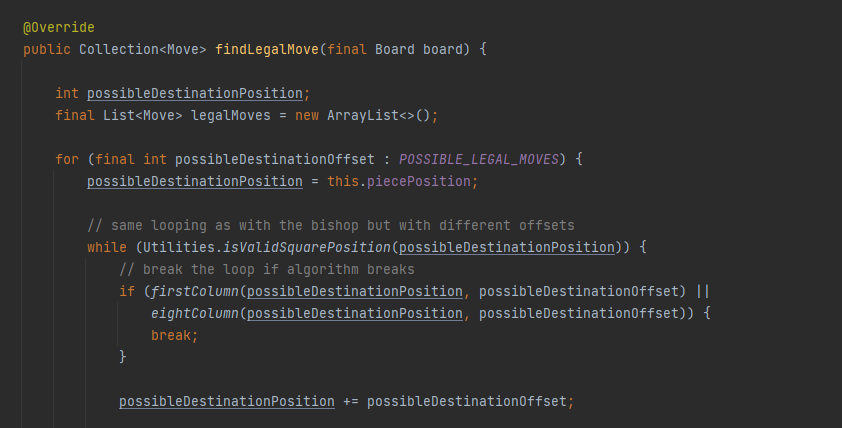 @Override
public Collection<Move> findLegalMove(final Board board) {
int possibleDestinationPosition;
final List<Move> legalMoves = new ArrayList<>();
for (final int possibleDestinationOffset : POSSIBLE_LEGAL_MOVES) {
possibleDestinationPosition = this.piecePosition;
// same looping as with the bishop but with different offsets
while (Utilities.isValidSquarePosition(possibleDestinationPosition)) {
// break the loop if algorithm breaks
if (firstColumn(possibleDestinationPosition, possibleDestinationOffset) ||
eightColumn(possibleDestinationPosition, possibleDestinationOffset)) {
break;
}
possibleDestinationPosition += possibleDestinationOffset;